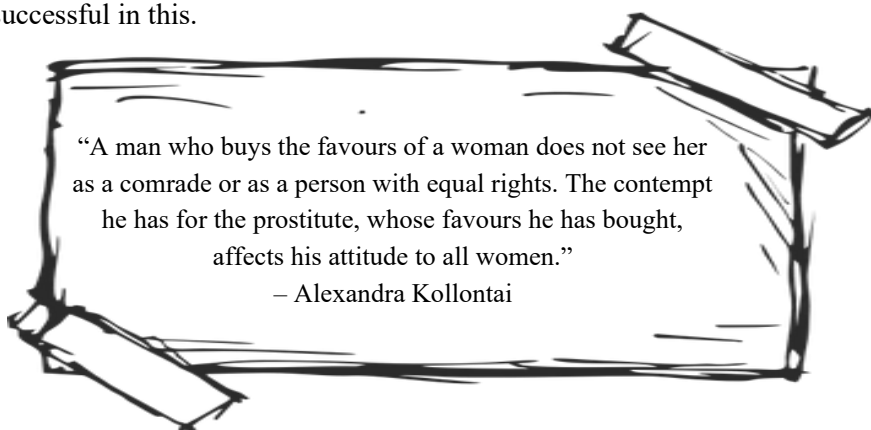 successful in this.
“A man who buys the favours of a woman does not see her
as a comrade or as a person with equal rights. The contempt
he has for the prostitute, whose favours he has bought,
affects his attitude to all women.”
– Alexandra Kollontai